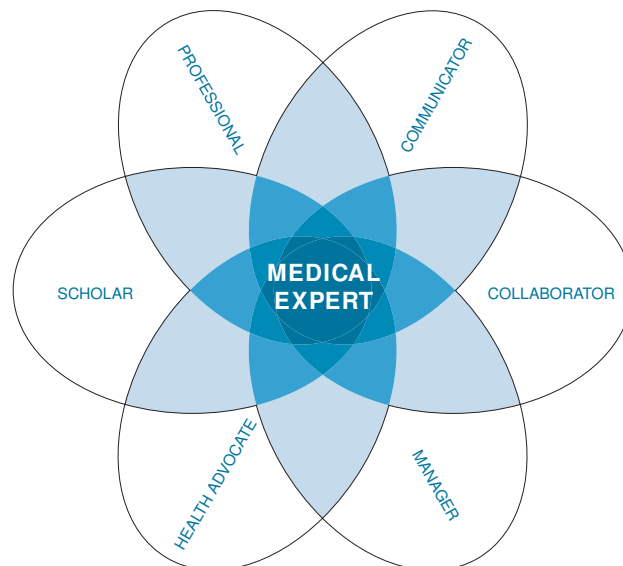 PROFESSIONAL
COMMUNICATOR
SCHOLAR
MEDICAL
EXPERT
COLLABORATOR
HEALTH ADVOCATE
MANAGER